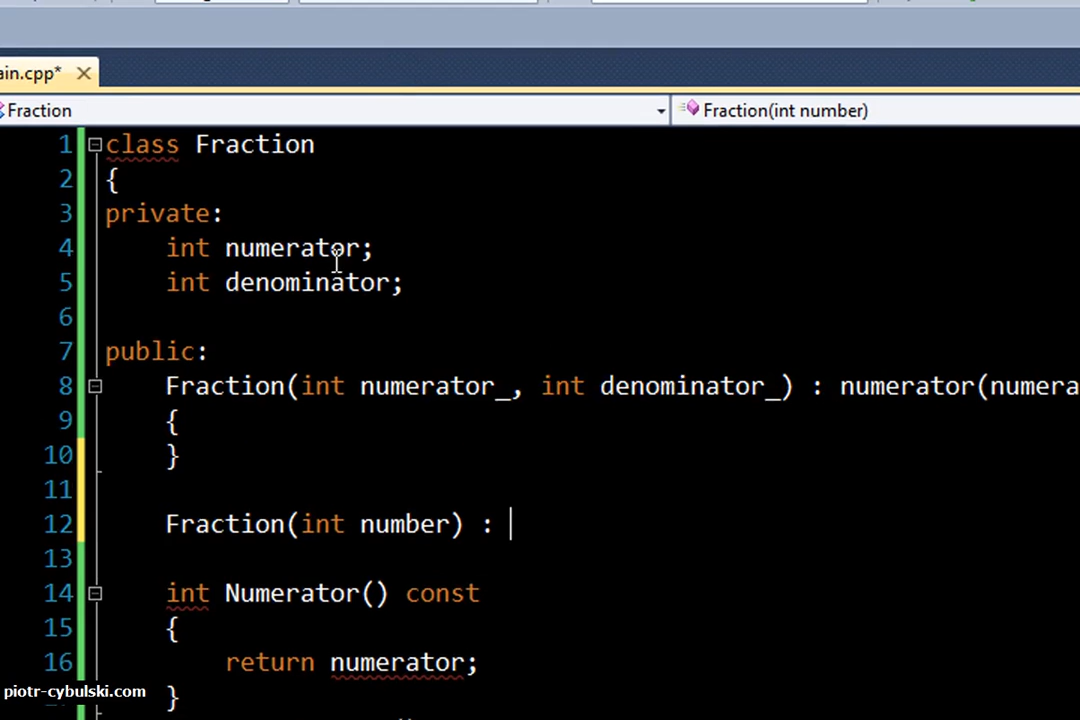 ain.cpp*
Fraction
Fraction(int number)
1 class Fraction
2 {
3 private:
4 int numerator;
5 int denominator;
6
7 public:
8 Fraction(int numerator_, int denominator_) : numerator(numera
9 {
10 }
11
12 Fraction(int number) :
13
14 int Numerator() const
15 {
16 return numerator;
piotr-cybulski.com
}